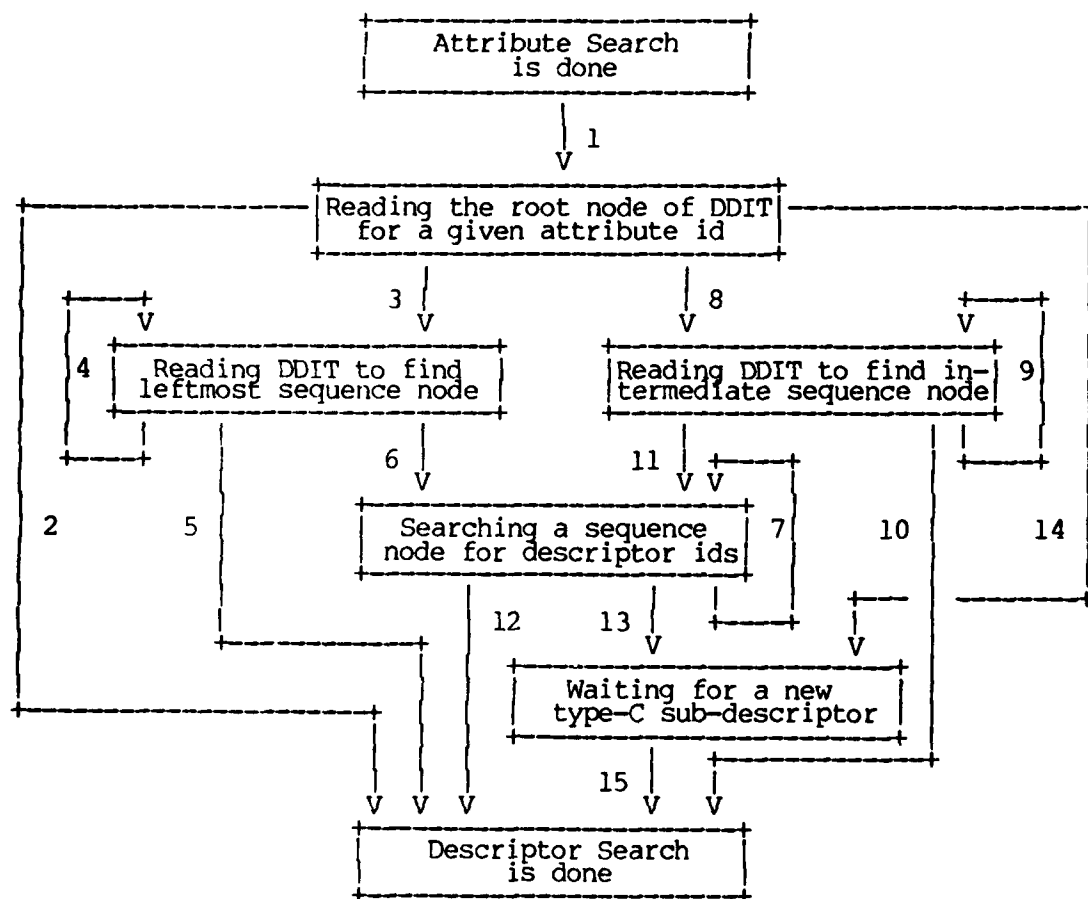 Attribute Search
is done
1
Reading the root node of DDIT
for a given attribute id
3
8
4
Reading DDIT to find
leftmost sequence node
Reading DDIT to find in-
termediate sequence node
9
6
11
2
5
Searching a sequence
node for descriptor ids
7
10
14
12
13
Waiting for a new
type-C sub-descriptor
15
Descriptor Search
is done